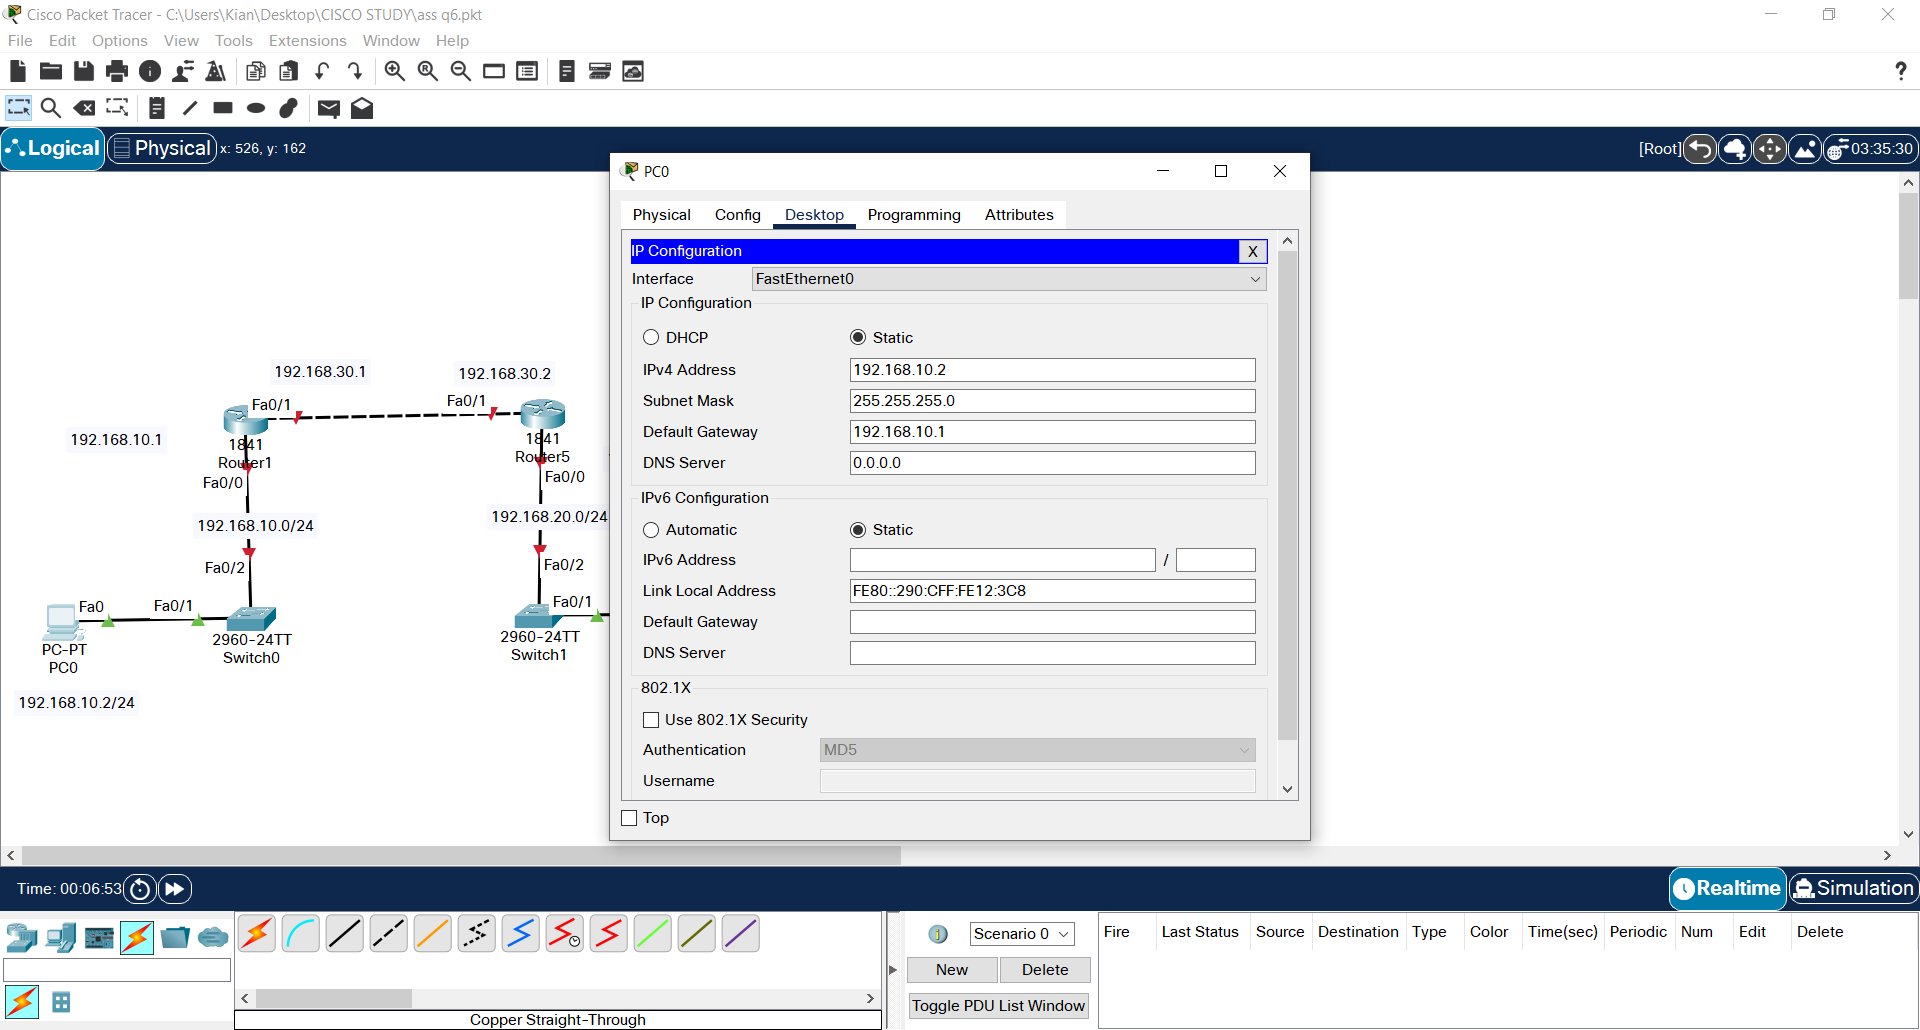 Cisco Packet Tracer - C:\Users\Kian\Desktop\CISCO STUDY\ass q6.pkt
File Edit Options View Tools Extensions Window Help
?
Logical Physical x: 526, y: 162
[Root] 03:35:30
192.168.30.1
192.168.30.2
Fa0/1
Fa0/1
192.168.10.1
1841
Router1
1841
Router5
Fa0/0
Fa0/0
192.168.10.0/24
192.168.20.0/24
Fa0/2
Fa0/2
Fa0
Fa0/1
Fa0/1
PC-PT
PC0
2960-24TT
Switch0
2960-24TT
Switch1
192.168.10.2/24
PC0
Physical Config Desktop Programming Attributes
IP Configuration X
Interface FastEthernet0
IP Configuration
DHCP Static
IPv4 Address 192.168.10.2
Subnet Mask 255.255.255.0
Default Gateway 192.168.10.1
DNS Server 0.0.0.0
IPv6 Configuration
Automatic Static
IPv6 Address /
Link Local Address FE80::290:CFF:FE12:3C8
Default Gateway
DNS Server
802.1X
Use 802.1X Security
Authentication MD5
Username
Top
Time: 00:06:53
Realtime Simulation
Scenario 0
New Delete
Toggle PDU List Window
Fire Last Status Source Destination Type Color Time(sec) Periodic Num Edit Delete
Copper Straight-Through